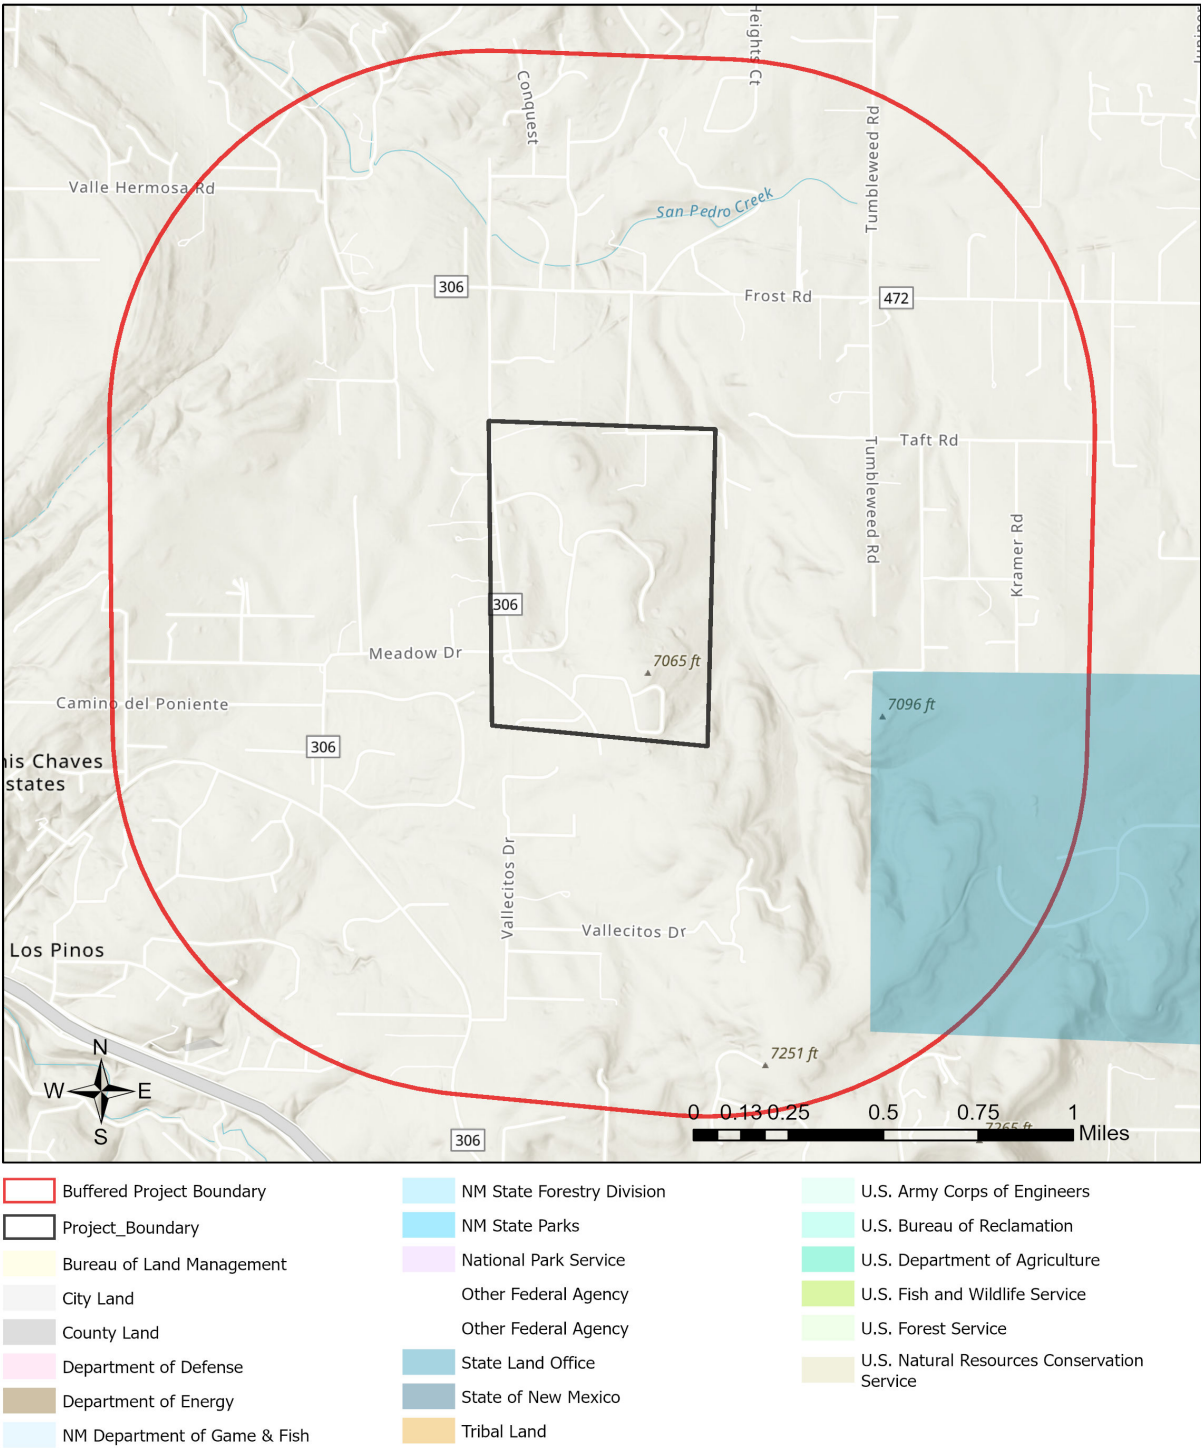 Heights Ct
Conquest
Tumbleweed Rd
Valle Hermosa Rd
San Pedro Creek
306
Frost Rd
472
Taft Rd
Tumbleweed Rd
Kramer Rd
306
Meadow Dr
7065 ft
Camino del Poniente
7096 ft
306
nis Chaves
states
Vallecitos Dr
Vallecitos Dr
Los Pinos
N
W E
S
7251 ft
0 0.13 0.25 0.5 0.75 1
Miles
7265 ft
306
Buffered Project Boundary
Project_Boundary
Bureau of Land Management
City Land
County Land
Department of Defense
Department of Energy
NM Department of Game & Fish
NM State Forestry Division
NM State Parks
National Park Service
Other Federal Agency
Other Federal Agency
State Land Office
State of New Mexico
Tribal Land
U.S. Army Corps of Engineers
U.S. Bureau of Reclamation
U.S. Department of Agriculture
U.S. Fish and Wildlife Service
U.S. Forest Service
U.S. Natural Resources Conservation
Service